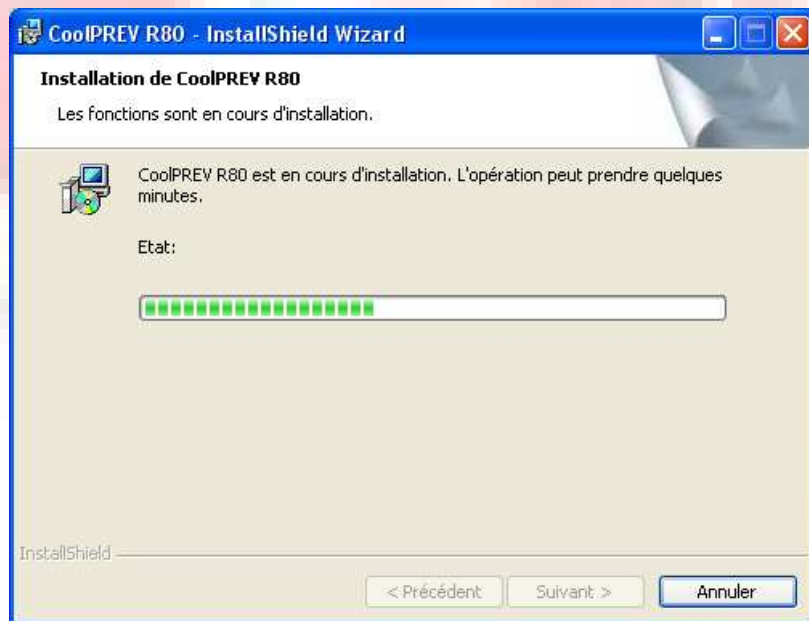 CoolPREV R80 - InstallShield Wizard
Installation de CoolPREV R80
Les fonctions sont en cours d'installation.
CoolPREV R80 est en cours d'installation. L'opération peut prendre quelques
minutes.
Etat:
InstallShield
< Précédent
Suivant >
Annuler